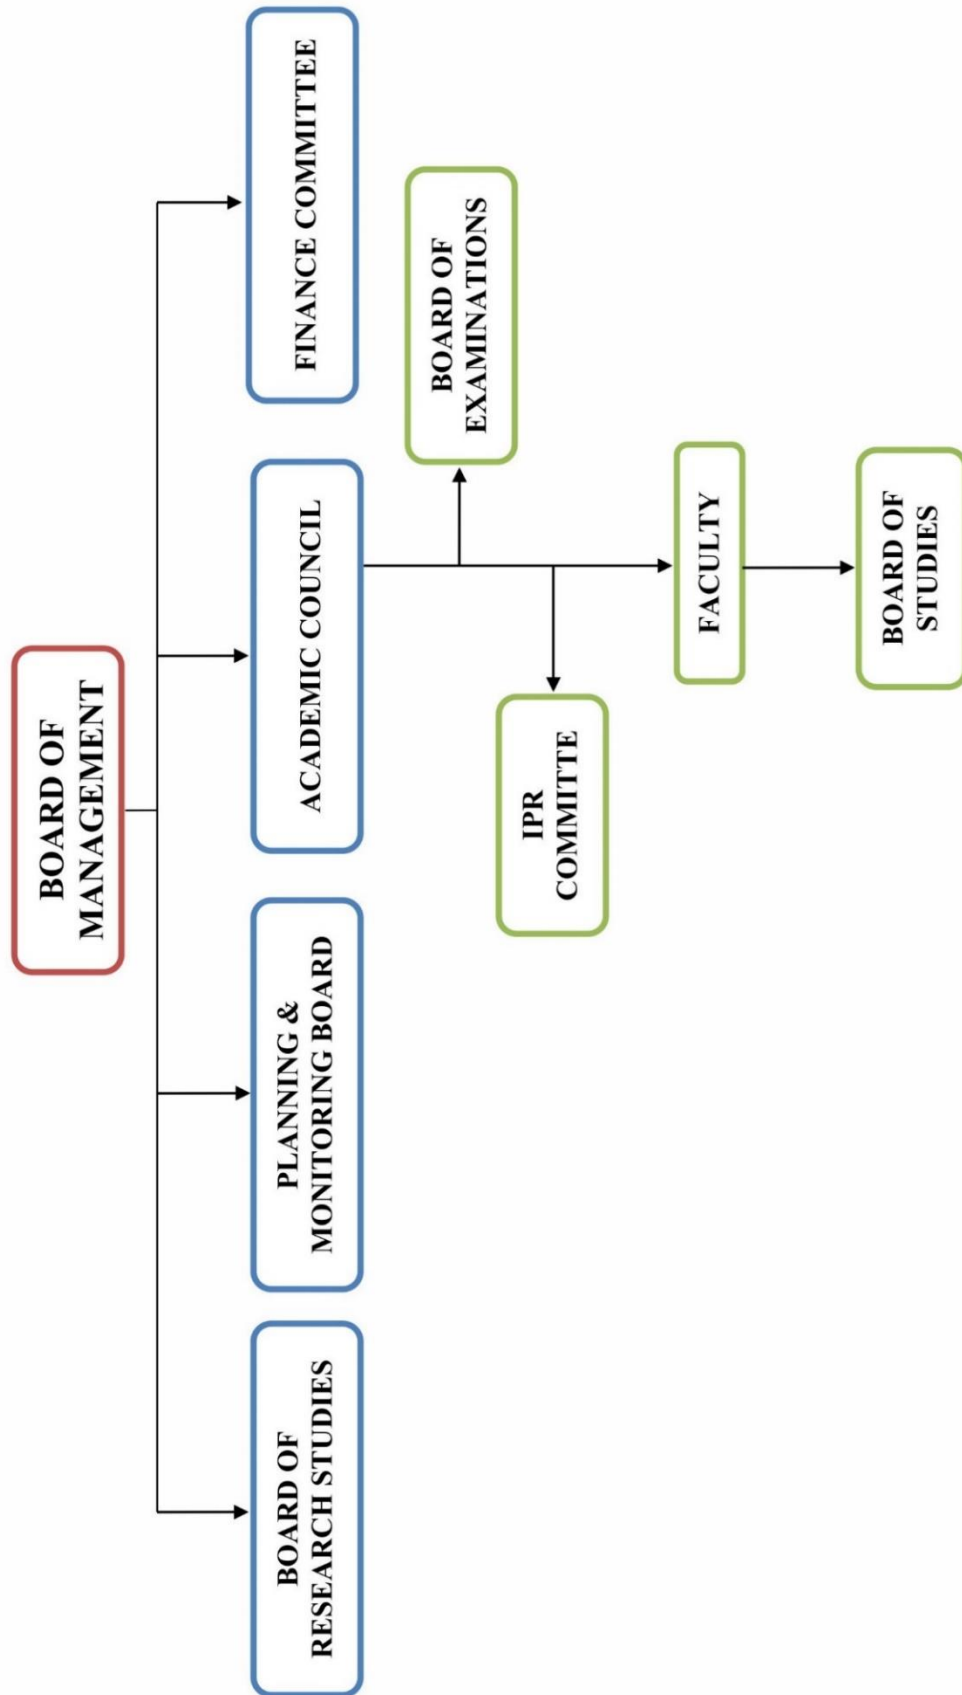 BOARD OF
MANAGEMENT
BOARD OF
RESEARCH STUDIES
PLANNING &
MONITORING BOARD
ACADEMIC COUNCIL
FINANCE COMMITTEE
BOARD OF
EXAMINATIONS
IPR
COMMITTE
FACULTY
BOARD OF
STUDIES